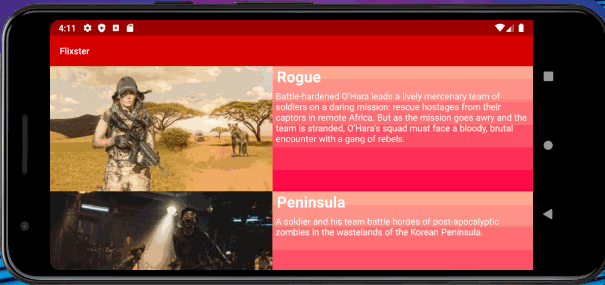 4:11
Flixster
Rogue
Battle-hardened O'Hara leads a lively mercenary team of
soldiers on a daring mission: rescue hostages from their
captors in remote Africa. But as the mission goes awry and the
team is stranded, O'Hara's squad must face a bloody, brutal
encounter with a gang of rebels.
Peninsula
A soldier and his team battle hordes of post-apocalyptic
zombies in the wastelands of the Korean Peninsula.